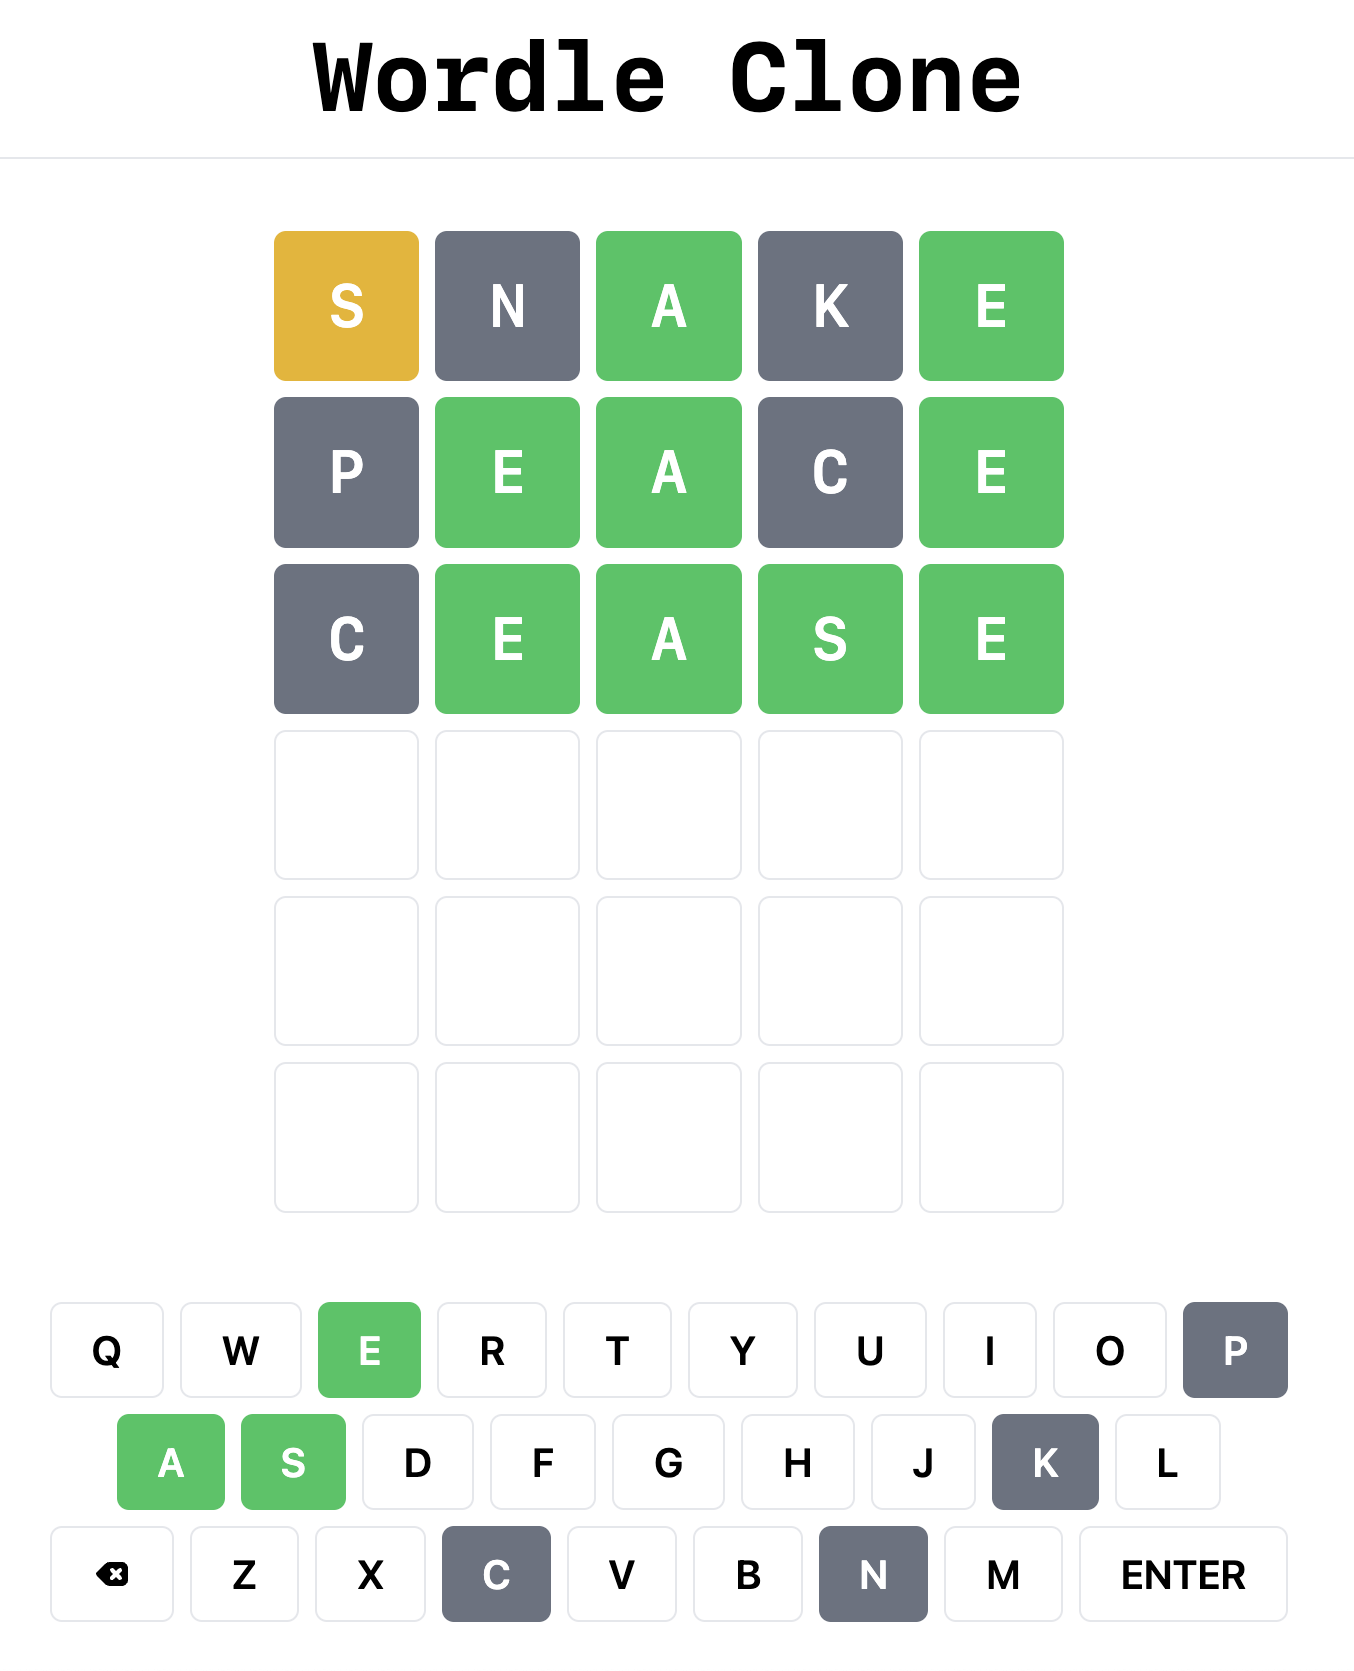 Wordle Clone
S N A K E
P E A C E
C E A S E
Q W E R T Y U I O P
A S D F G H J K L
Z X C V B N M ENTER